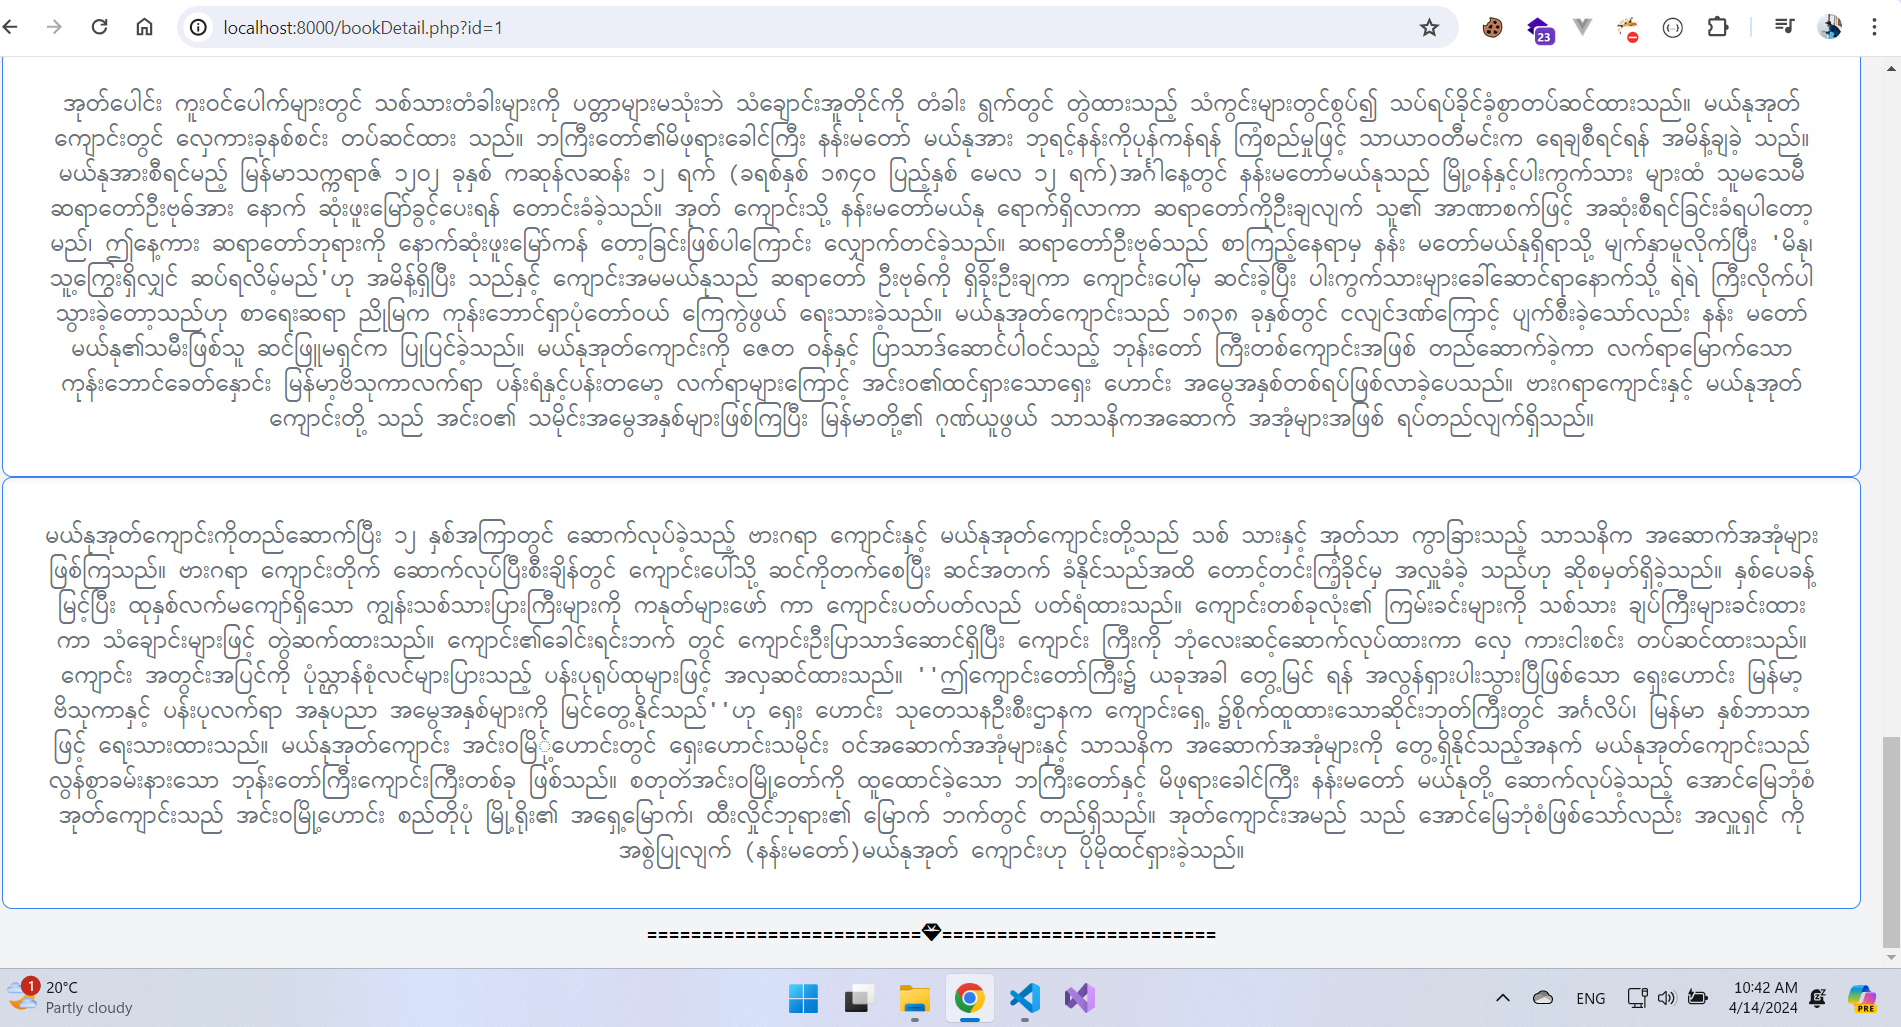 localhost:8000/bookDetail.php?id=1
23
အုတ်ပေါင်း ကူးဝင်ပေါက်များတွင် သစ်သားတံခါးများကို ပတ္တာများမသုံးဘဲ သံချောင်းအူတိုင်ကို တံခါး ရွက်တွင် တွဲထားသည့် သံကွင်းများတွင်စွပ်၍ သပ်ရပ်ခိုင်ခံ့စွာတပ်ဆင်ထားသည်။ မယ်နုအုတ်
ကျောင်းတွင် လှေကားခုနစ်စင်း တပ်ဆင်ထား သည်။ ဘကြီးတော်၏မိဖုရားခေါင်ကြီး နန်းမတော် မယ်နုအား ဘုရင့်နန်းကိုပုန်ကန်ရန် ကြံစည်မှုဖြင့် သာယာဝတီမင်းက ရေချစီရင်ရန် အမိန့်ချခဲ့ သည်။
မယ်နုအားစီရင်မည့် မြန်မာသက္ကရာဇ် ၁၂၀၂ ခုနှစ် ကဆုန်လဆန်း ၁၂ ရက် (ခရစ်နှစ် ၁၈၄၀ ပြည့်နှစ် မေလ ၁၂ ရက်)အင်္ဂါနေ့တွင် နန်းမတော်မယ်နုသည် မြို့ဝန်နှင့်ပါးကွက်သား များထံ သူမသေမီ
ဆရာတော်ဦးဗုဓ်အား နောက် ဆုံးဖူးမြော်ခွင့်ပေးရန် တောင်းခံခဲ့သည်။ အုတ် ကျောင်းသို့ နန်းမတော်မယ်နု ရောက်ရှိလာကာ ဆရာတော်ကိုဦးချလျက် သူ၏ အာဏာစက်ဖြင့် အဆုံးစီရင်ခြင်းခံရပါတော့
မည်၊ ဤနေ့ကား ဆရာတော်ဘုရားကို နောက်ဆုံးဖူးမြော်ကန် တော့ခြင်းဖြစ်ပါကြောင်း လျှောက်တင်ခဲ့သည်။ ဆရာတော်ဦးဗုဓ်သည် စာကြည့်နေရာမှ နန်း မတော်မယ်နုရှိရာသို့ မျက်နှာမူလိုက်ပြီး 'မိနု၊
သူ့ကြွေးရှိလျှင် ဆပ်ရလိမ့်မည်'ဟု အမိန့်ရှိပြီး သည်နှင့် ကျောင်းအမမယ်နုသည် ဆရာတော် ဦးဗုဓ်ကို ရှိခိုးဦးချကာ ကျောင်းပေါ်မှ ဆင်းခဲ့ပြီး ပါးကွက်သားများခေါ်ဆောင်ရာနောက်သို့ ရဲရဲ ကြီးလိုက်ပါ
သွားခဲ့တော့သည်ဟု စာရေးဆရာ ညိုမြက ကုန်းဘောင်ရှာပုံတော်ဝယ် ကြေကွဲဖွယ် ရေးသားခဲ့သည်။ မယ်နုအုတ်ကျောင်းသည် ၁၈၃၈ ခုနှစ်တွင် ငလျင်ဒဏ်ကြောင့် ပျက်စီးခဲ့သော်လည်း နန်း မတော်
မယ်နု၏သမီးဖြစ်သူ ဆင်ဖြူမရှင်က ပြုပြင်ခဲ့သည်။ မယ်နုအုတ်ကျောင်းကို ဇေတ ဝန်နှင့် ပြာသာဒ်ဆောင်ပါဝင်သည့် ဘုန်းတော် ကြီးတစ်ကျောင်းအဖြစ် တည်ဆောက်ခဲ့ကာ လက်ရာမြောက်သော
ကုန်းဘောင်ခေတ်နှောင်း မြန်မာ့ဗိသုကာလက်ရာ ပန်းရံနှင့်ပန်းတမော့ လက်ရာများကြောင့် အင်းဝ၏ထင်ရှားသောရှေး ဟောင်း အမွေအနှစ်တစ်ရပ်ဖြစ်လာခဲ့ပေသည်။ ဗားဂရာကျောင်းနှင့် မယ်နုအုတ်
ကျောင်းတို့ သည် အင်းဝ၏ သမိုင်းအမွေအနှစ်များဖြစ်ကြပြီး မြန်မာတို့၏ ဂုဏ်ယူဖွယ် သာသနိကအဆောက် အအုံများအဖြစ် ရပ်တည်လျက်ရှိသည်။
မယ်နုအုတ်ကျောင်းကိုတည်ဆောက်ပြီး ၁၂ နှစ်အကြာတွင် ဆောက်လုပ်ခဲ့သည့် ဗားဂရာ ကျောင်းနှင့် မယ်နုအုတ်ကျောင်းတို့သည် သစ် သားနှင့် အုတ်သာ ကွာခြားသည့် သာသနိက အဆောက်အအုံများ
ဖြစ်ကြသည်။ ဗားဂရာ ကျောင်းတိုက် ဆောက်လုပ်ပြီးစီးချိန်တွင် ကျောင်းပေါ်သို့ ဆင်ကိုတက်စေပြီး ဆင်အတက် ခံနိုင်သည်အထိ တောင့်တင်းကြံ့ခိုင်မှ အလှူခံခဲ့ သည်ဟု ဆိုစမှတ်ရှိခဲ့သည်။ နှစ်ပေခန့်
မြင့်ပြီး ထုနှစ်လက်မကျော်ရှိသော ကျွန်းသစ်သားပြားကြီးများကို ကနုတ်များဖော် ကာ ကျောင်းပတ်ပတ်လည် ပတ်ရံထားသည်။ ကျောင်းတစ်ခုလုံး၏ ကြမ်းခင်းများကို သစ်သား ချပ်ကြီးများခင်းထား
ကာ သံချောင်းများဖြင့် တွဲဆက်ထားသည်။ ကျောင်း၏ခေါင်းရင်းဘက် တွင် ကျောင်းဦးပြာသာဒ်ဆောင်ရှိပြီး ကျောင်း ကြီးကို ဘုံလေးဆင့်ဆောက်လုပ်ထားကာ လှေ ကားငါးစင်း တပ်ဆင်ထားသည်။
ကျောင်း အတွင်းအပြင်ကို ပုံသဏ္ဌာန်စုံလင်များပြားသည့် ပန်းပုရုပ်ထုများဖြင့် အလှဆင်ထားသည်။ ''ဤကျောင်းတော်ကြီး၌ ယခုအခါ တွေ့မြင် ရန် အလွန်ရှားပါးသွားပြီဖြစ်သော ရှေးဟောင်း မြန်မာ့
ဗိသုကာနှင့် ပန်းပုလက်ရာ အနုပညာ အမွေအနှစ်များကို မြင်တွေ့နိုင်သည်''ဟု ရှေး ဟောင်း သုတေသနဦးစီးဌာနက ကျောင်းရှေ့ ၌စိုက်ထူထားသောဆိုင်းဘုတ်ကြီးတွင် အင်္ဂလိပ်၊ မြန်မာ နှစ်ဘာသာ
ဖြင့် ရေးသားထားသည်။ မယ်နုအုတ်ကျောင်း အင်းဝမြို့ဟောင်းတွင် ရှေးဟောင်းသမိုင်း ဝင်အဆောက်အအုံများနှင့် သာသနိက အဆောက်အအုံများကို တွေ့ရှိနိုင်သည့်အနက် မယ်နုအုတ်ကျောင်းသည်
လွန်စွာခမ်းနားသော ဘုန်းတော်ကြီးကျောင်းကြီးတစ်ခု ဖြစ်သည်။ စတုတ္ထအင်းဝမြို့တော်ကို ထူထောင်ခဲ့သော ဘကြီးတော်နှင့် မိဖုရားခေါင်ကြီး နန်းမတော် မယ်နုတို့ ဆောက်လုပ်ခဲ့သည့် အောင်မြေဘုံစံ
အုတ်ကျောင်းသည် အင်းဝမြို့ဟောင်း စည်တိုပုံ မြို့ရိုး၏ အရှေ့မြောက်၊ ထီးလှိုင်ဘုရား၏ မြောက် ဘက်တွင် တည်ရှိသည်။ အုတ်ကျောင်းအမည် သည် အောင်မြေဘုံစံဖြစ်သော်လည်း အလှူရှင် ကို
အစွဲပြုလျက် (နန်းမတော်)မယ်နုအုတ် ကျောင်းဟု ပိုမိုထင်ရှားခဲ့သည်။
=========================◆=========================
1
20°C
Partly cloudy
ENG
10:42 AM
4/14/2024
PRE